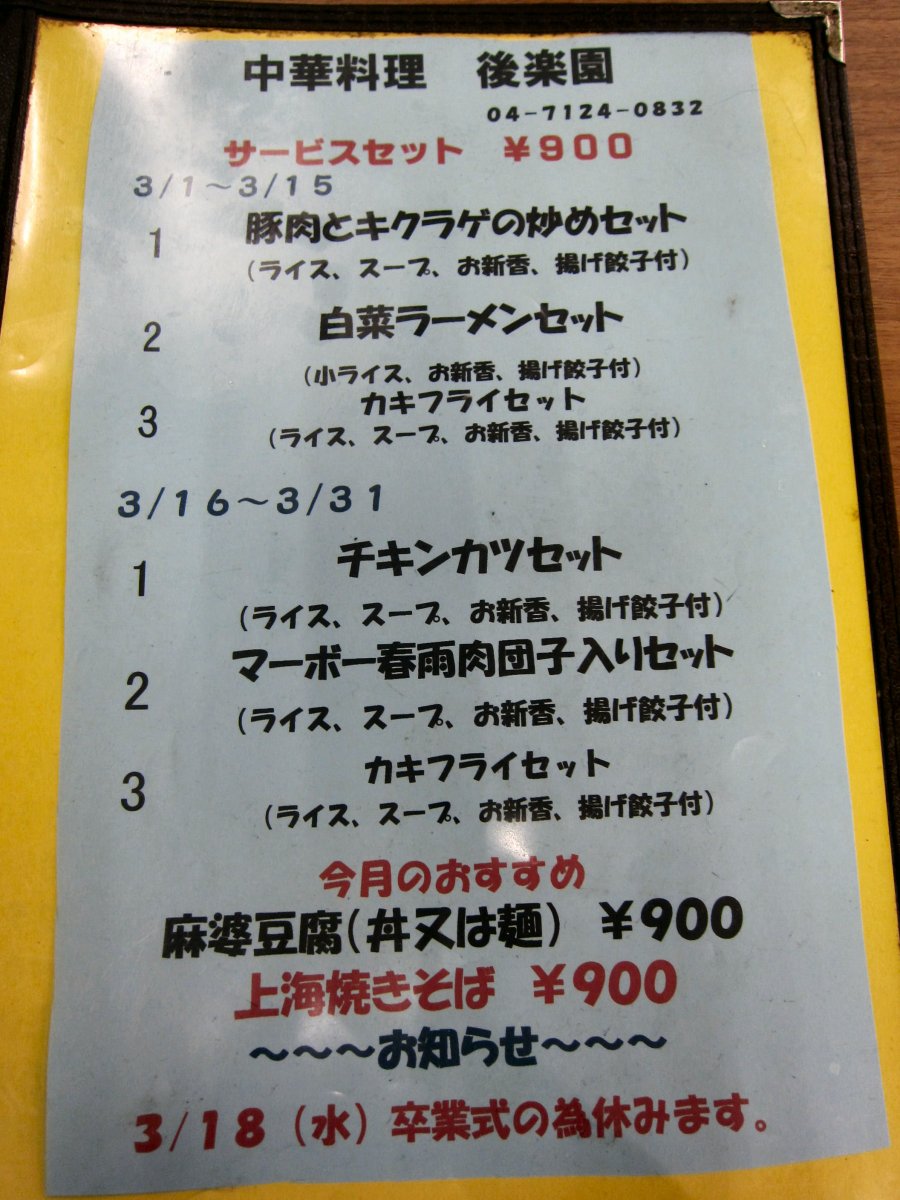 中華料理　後楽園
04-7124-0832
サービスセット　￥900
3/1～3/15
1　豚肉とキクラゲの炒めセット
（ライス、スープ、お新香、揚げ餃子付）
2　白菜ラーメンセット
（小ライス、お新香、揚げ餃子付）
3　カキフライセット
（ライス、スープ、お新香、揚げ餃子付）
3/16～3/31
1　チキンカツセット
（ライス、スープ、お新香、揚げ餃子付）
2　マーボー春雨肉団子入りセット
（ライス、スープ、お新香、揚げ餃子付）
3　カキフライセット
（ライス、スープ、お新香、揚げ餃子付）
今月のおすすめ
麻婆豆腐（丼又は麺）　￥900
上海焼きそば　￥900
～～～お知らせ～～～
3/18（水）卒業式の為休みます。